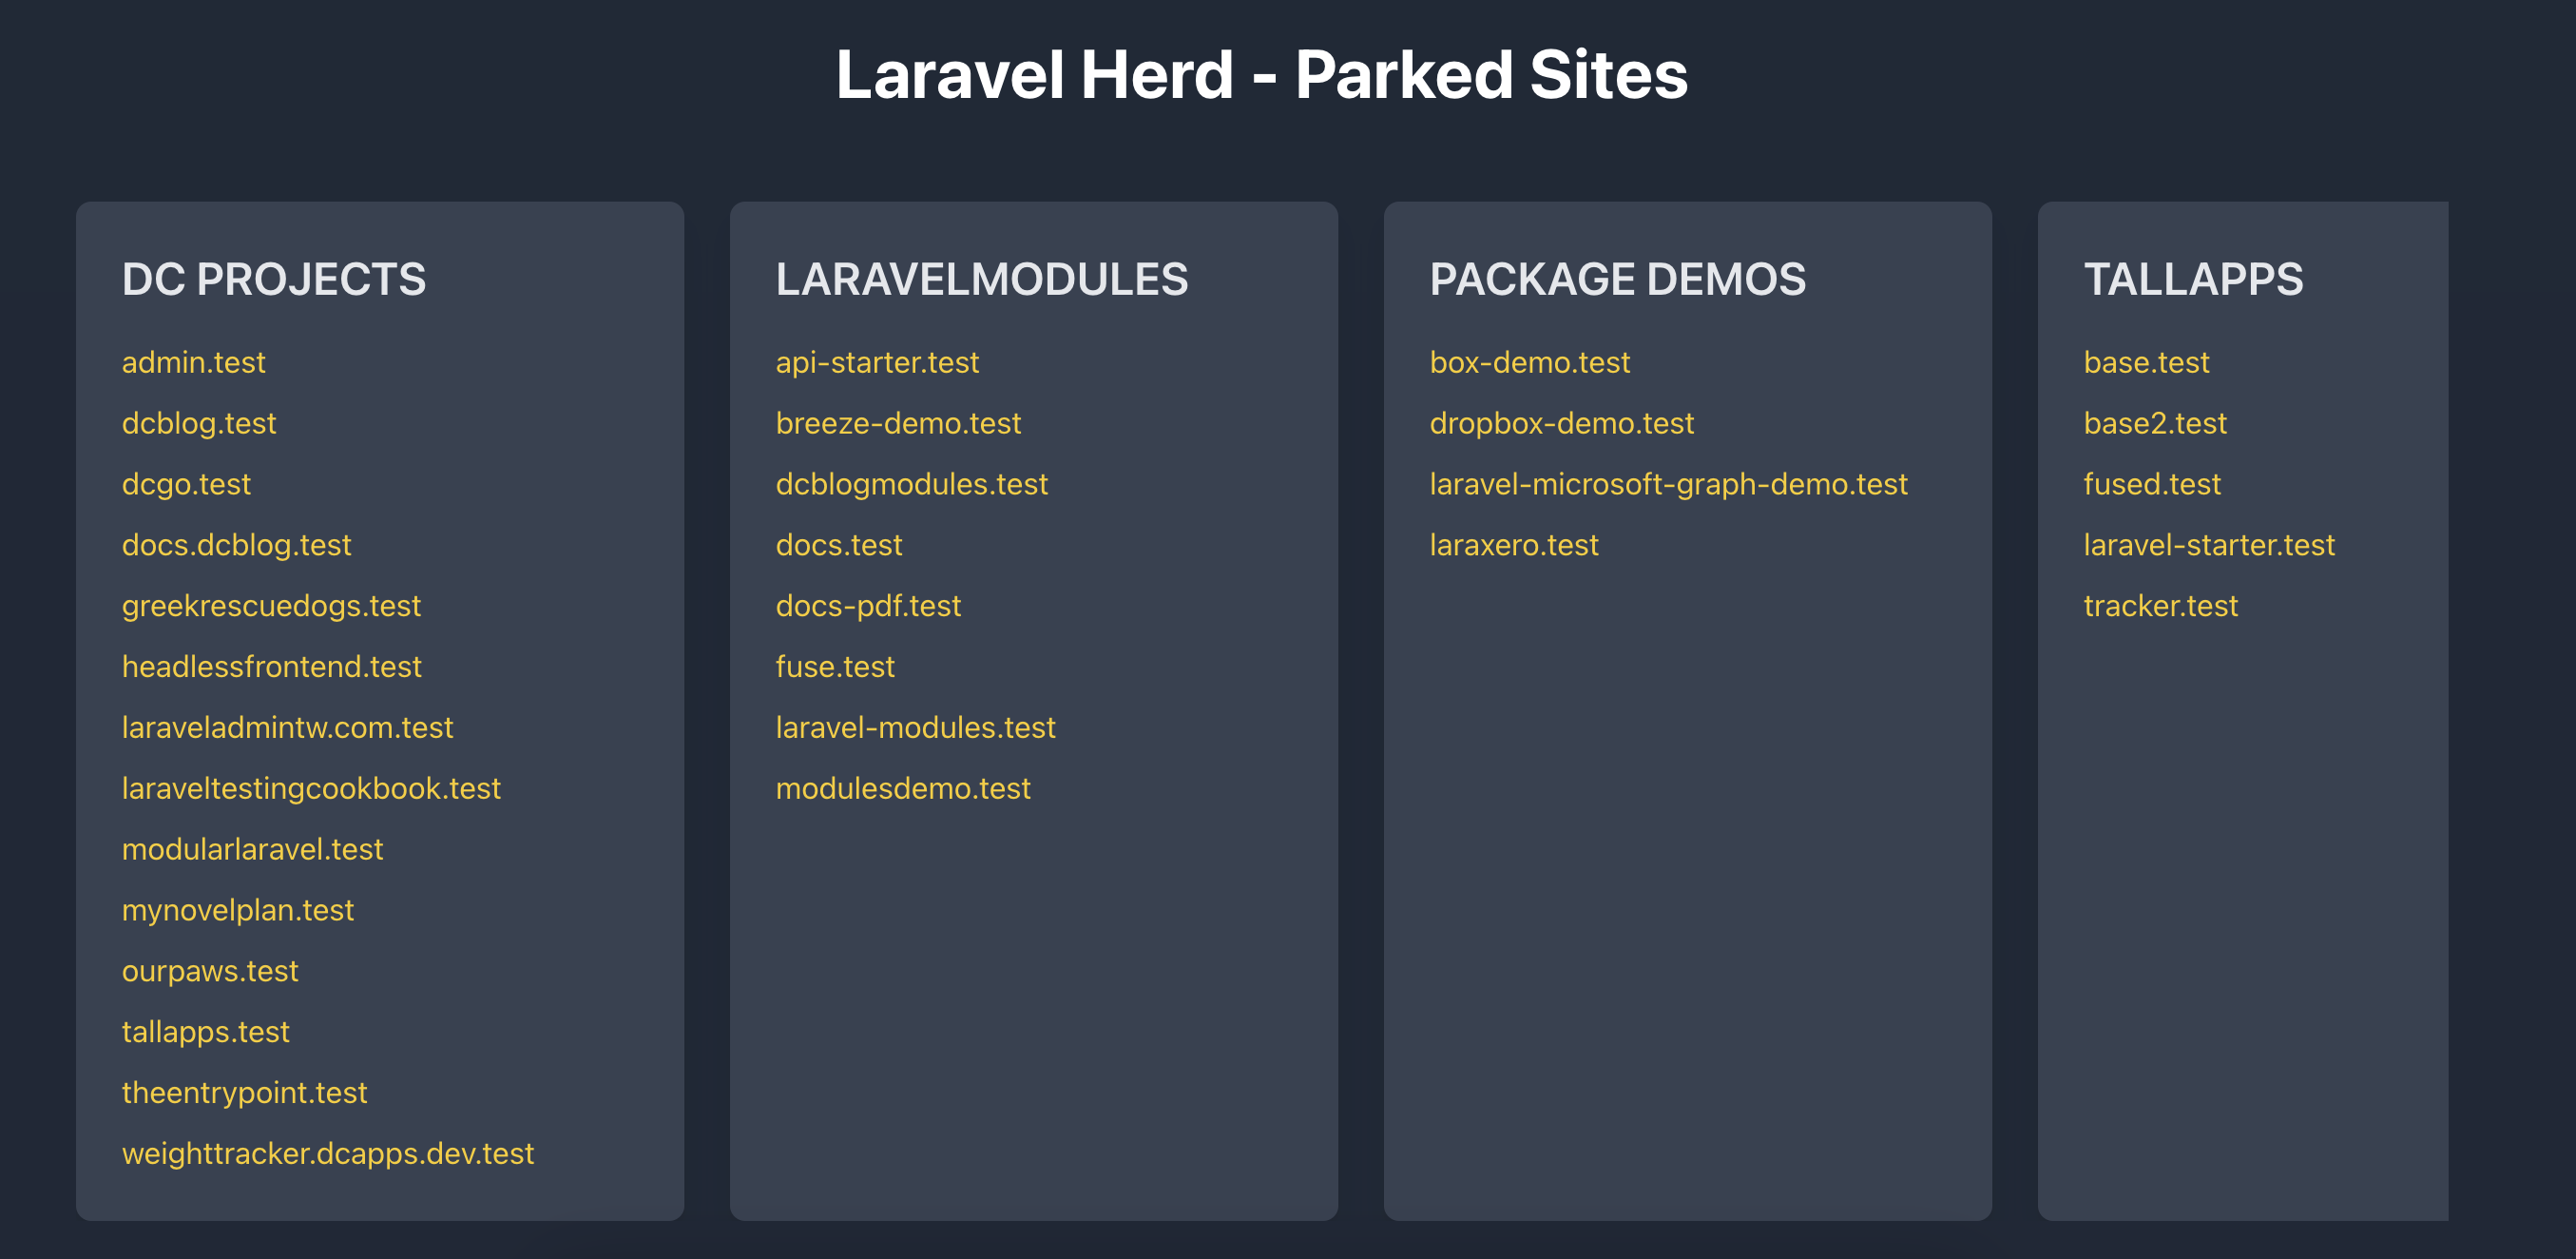 Laravel Herd - Parked Sites
DC PROJECTS
admin.test
dcblog.test
dcgo.test
docs.dcblog.test
greekrescuedogs.test
headlessfrontend.test
laraveladmintw.com.test
laraveltestingcookbook.test
modularlaravel.test
mynovelplan.test
ourpaws.test
tallapps.test
theentrypoint.test
weighttracker.dcapps.dev.test
LARAVELMODULES
api-starter.test
breeze-demo.test
dcblogmodules.test
docs.test
docs-pdf.test
fuse.test
laravel-modules.test
modulesdemo.test
PACKAGE DEMOS
box-demo.test
dropbox-demo.test
laravel-microsoft-graph-demo.test
laraxero.test
TALLAPPS
base.test
base2.test
fused.test
laravel-starter.test
tracker.test